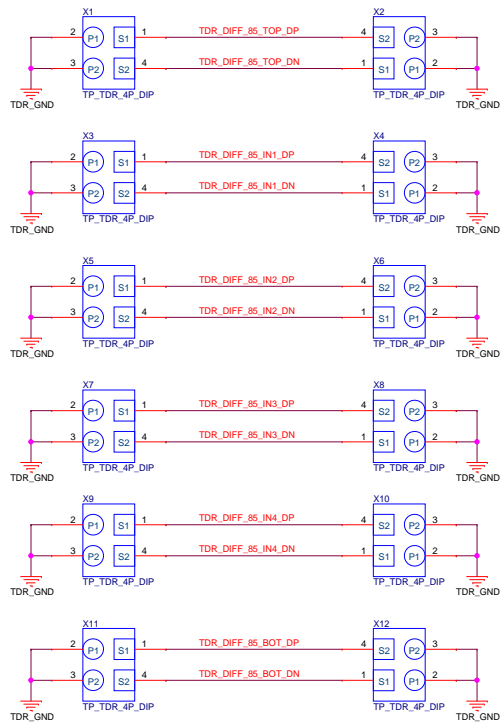 X1 X2
2 P1 S1 1 TDR_DIFF_85_TOP_DP 4 S2 P2 3
3 P2 S2 4 TDR_DIFF_85_TOP_DN 1 S1 P1 2
TP_TDR_4P_DIP TP_TDR_4P_DIP
TDR_GND TDR_GND
X3 X4
2 P1 S1 1 TDR_DIFF_85_IN1_DP 4 S2 P2 3
3 P2 S2 4 TDR_DIFF_85_IN1_DN 1 S1 P1 2
TP_TDR_4P_DIP TP_TDR_4P_DIP
TDR_GND TDR_GND
X5 X6
2 P1 S1 1 TDR_DIFF_85_IN2_DP 4 S2 P2 3
3 P2 S2 4 TDR_DIFF_85_IN2_DN 1 S1 P1 2
TP_TDR_4P_DIP TP_TDR_4P_DIP
TDR_GND TDR_GND
X7 X8
2 P1 S1 1 TDR_DIFF_85_IN3_DP 4 S2 P2 3
3 P2 S2 4 TDR_DIFF_85_IN3_DN 1 S1 P1 2
TP_TDR_4P_DIP TP_TDR_4P_DIP
TDR_GND TDR_GND
X9 X10
2 P1 S1 1 TDR_DIFF_85_IN4_DP 4 S2 P2 3
3 P2 S2 4 TDR_DIFF_85_IN4_DN 1 S1 P1 2
TP_TDR_4P_DIP TP_TDR_4P_DIP
TDR_GND TDR_GND
X11 X12
2 P1 S1 1 TDR_DIFF_85_BOT_DP 4 S2 P2 3
3 P2 S2 4 TDR_DIFF_85_BOT_DN 1 S1 P1 2
TP_TDR_4P_DIP TP_TDR_4P_DIP
TDR_GND TDR_GND